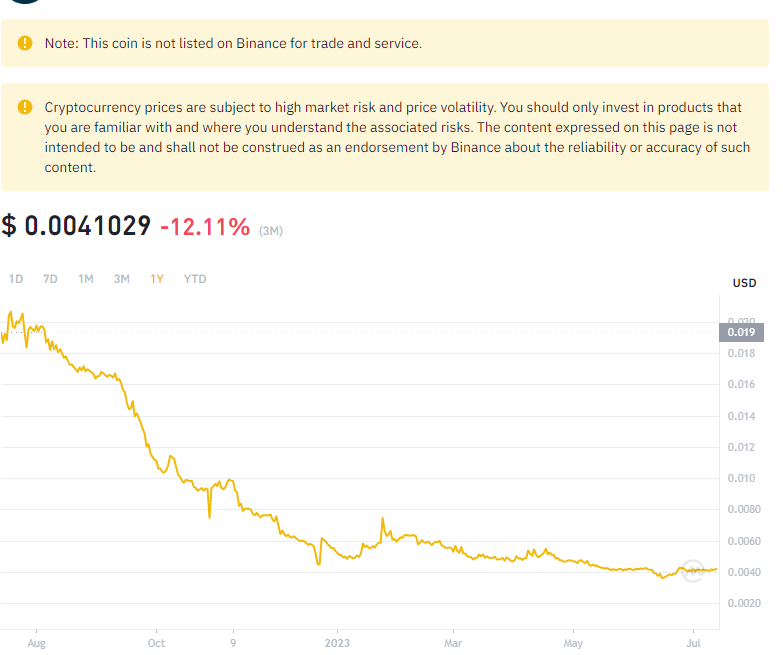 Note: This coin is not listed on Binance for trade and service.
Cryptocurrency prices are subject to high market risk and price volatility. You should only invest in products that
you are familiar with and where you understand the associated risks. The content expressed on this page is not
intended to be and shall not be construed as an endorsement by Binance about the reliability or accuracy of such
content.
$ 0.0041029 -12.11% (3M)
1D 7D 1M 3M 1Y YTD
USD
0.020
0.019
0.018
0.016
0.014
0.012
0.010
0.0080
0.0060
0.0040
0.0020
Aug Oct 9 2023 Mar May Jul